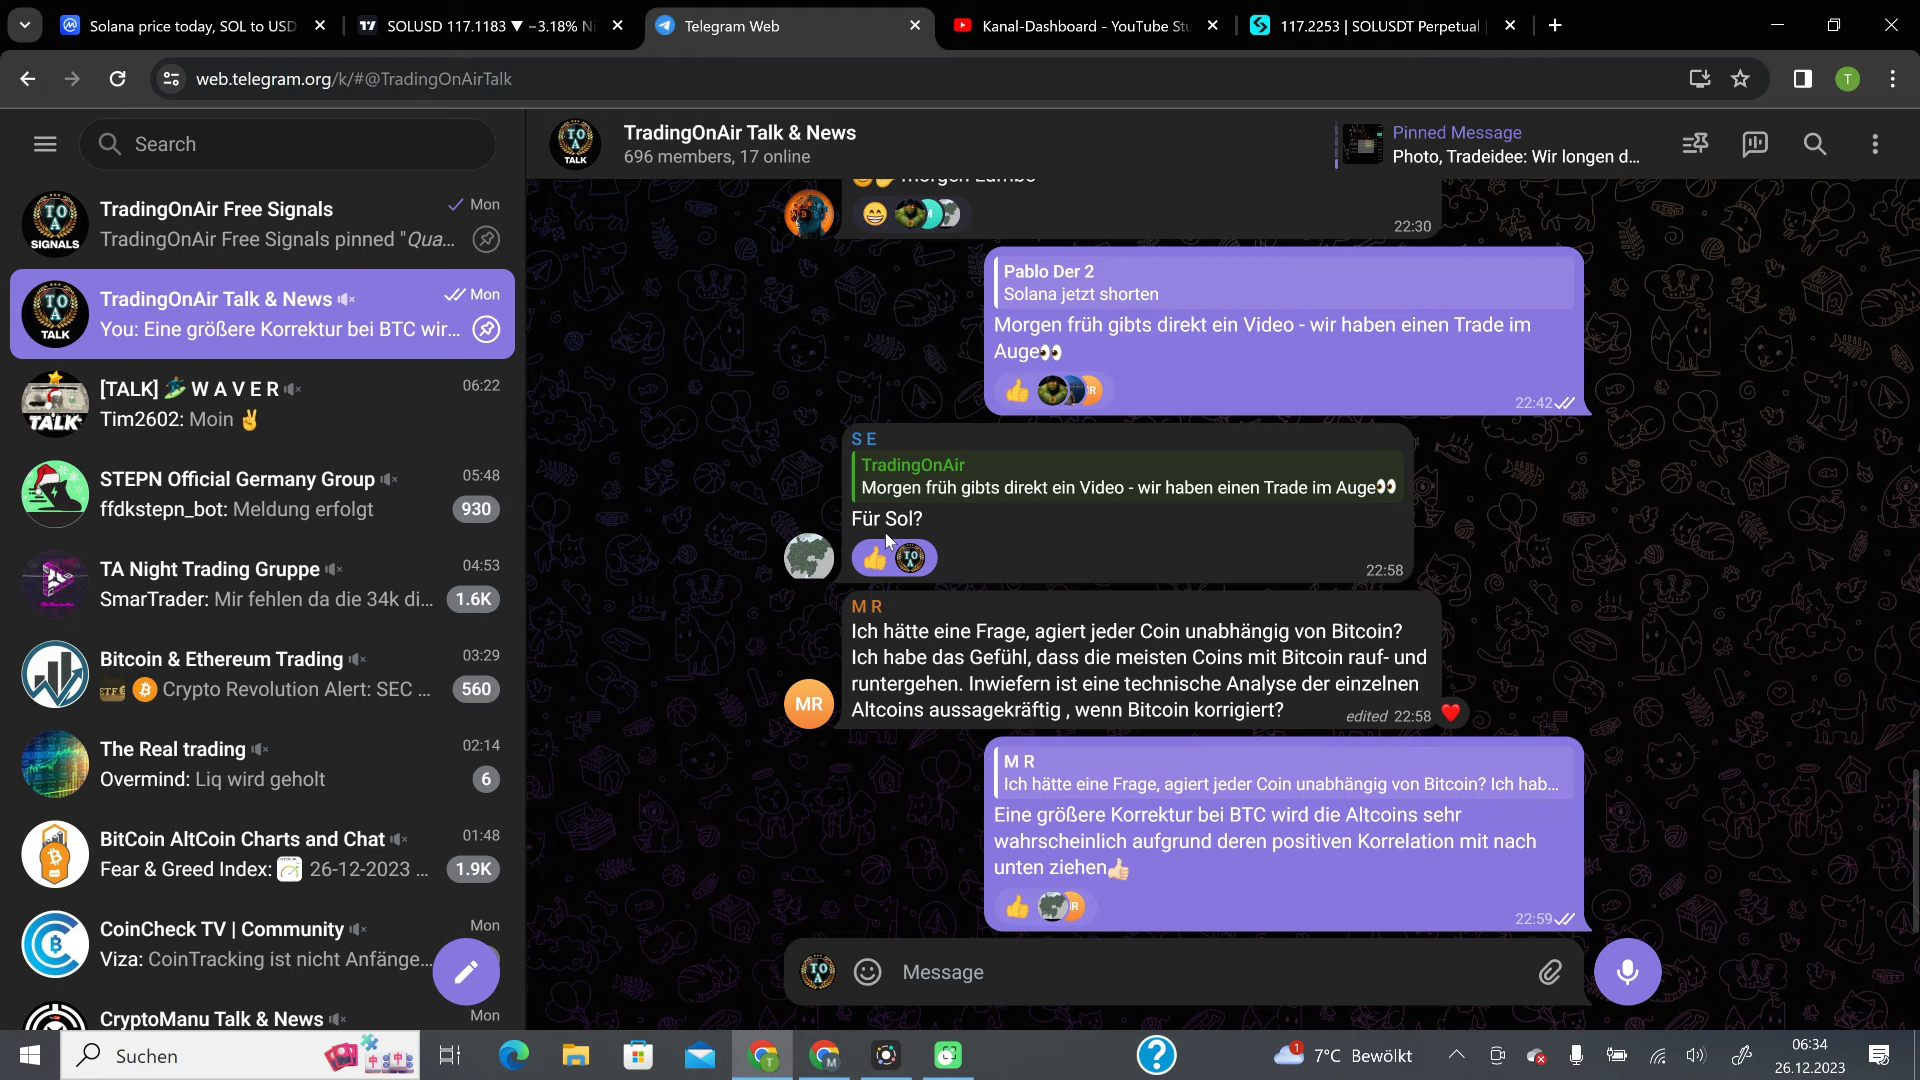 Solana price today, SOL to USD
SOLUSD 117.1183 ▼ −3.18%
Telegram Web
Kanal-Dashboard - YouTube Stu
117.2253 | SOLUSDT Perpetual
web.telegram.org/k/#@TradingOnAirTalk
T
Search
TradingOnAir Free Signals
Mon
TradingOnAir Free Signals pinned "Qua...
TOA
SIGNALS
TradingOnAir Talk & News
Mon
You: Eine größere Korrektur bei BTC wir...
TOA
TALK
[TALK] 🏄 W A V E R
06:22
Tim2602: Moin ✌
TALK
STEPN Official Germany Group
05:48
ffdkstepn_bot: Meldung erfolgt
930
TA Night Trading Gruppe
04:53
SmarTrader: Mir fehlen da die 34k di...
1.6K
Bitcoin & Ethereum Trading
03:29
ETF Crypto Revolution Alert: SEC ...
560
The Real trading
02:14
Overmind: Liq wird geholt
6
BitCoin AltCoin Charts and Chat
01:48
Fear & Greed Index: 26-12-2023 ...
1.9K
CoinCheck TV | Community
Mon
Viza: CoinTracking ist nicht Anfänge...
CryptoManu Talk & News
Mon
TOA
TALK
TradingOnAir Talk & News
696 members, 17 online
Pinned Message
Photo, Tradeidee: Wir longen d...
22:30
Pablo Der 2
Solana jetzt shorten
Morgen früh gibts direkt ein Video - wir haben einen Trade im
Auge👀
22:42
S E
TradingOnAir
Morgen früh gibts direkt ein Video - wir haben einen Trade im Auge👀
Für Sol?
22:58
M R
Ich hätte eine Frage, agiert jeder Coin unabhängig von Bitcoin?
Ich habe das Gefühl, dass die meisten Coins mit Bitcoin rauf- und
runtergehen. Inwiefern ist eine technische Analyse der einzelnen
Altcoins aussagekräftig , wenn Bitcoin korrigiert?
edited 22:58
MR
M R
Ich hätte eine Frage, agiert jeder Coin unabhängig von Bitcoin? Ich hab...
Eine größere Korrektur bei BTC wird die Altcoins sehr
wahrscheinlich aufgrund deren positiven Korrelation mit nach
unten ziehen👍
22:59
Message
Suchen
1
7°C Bewölkt
06:34
26.12.2023